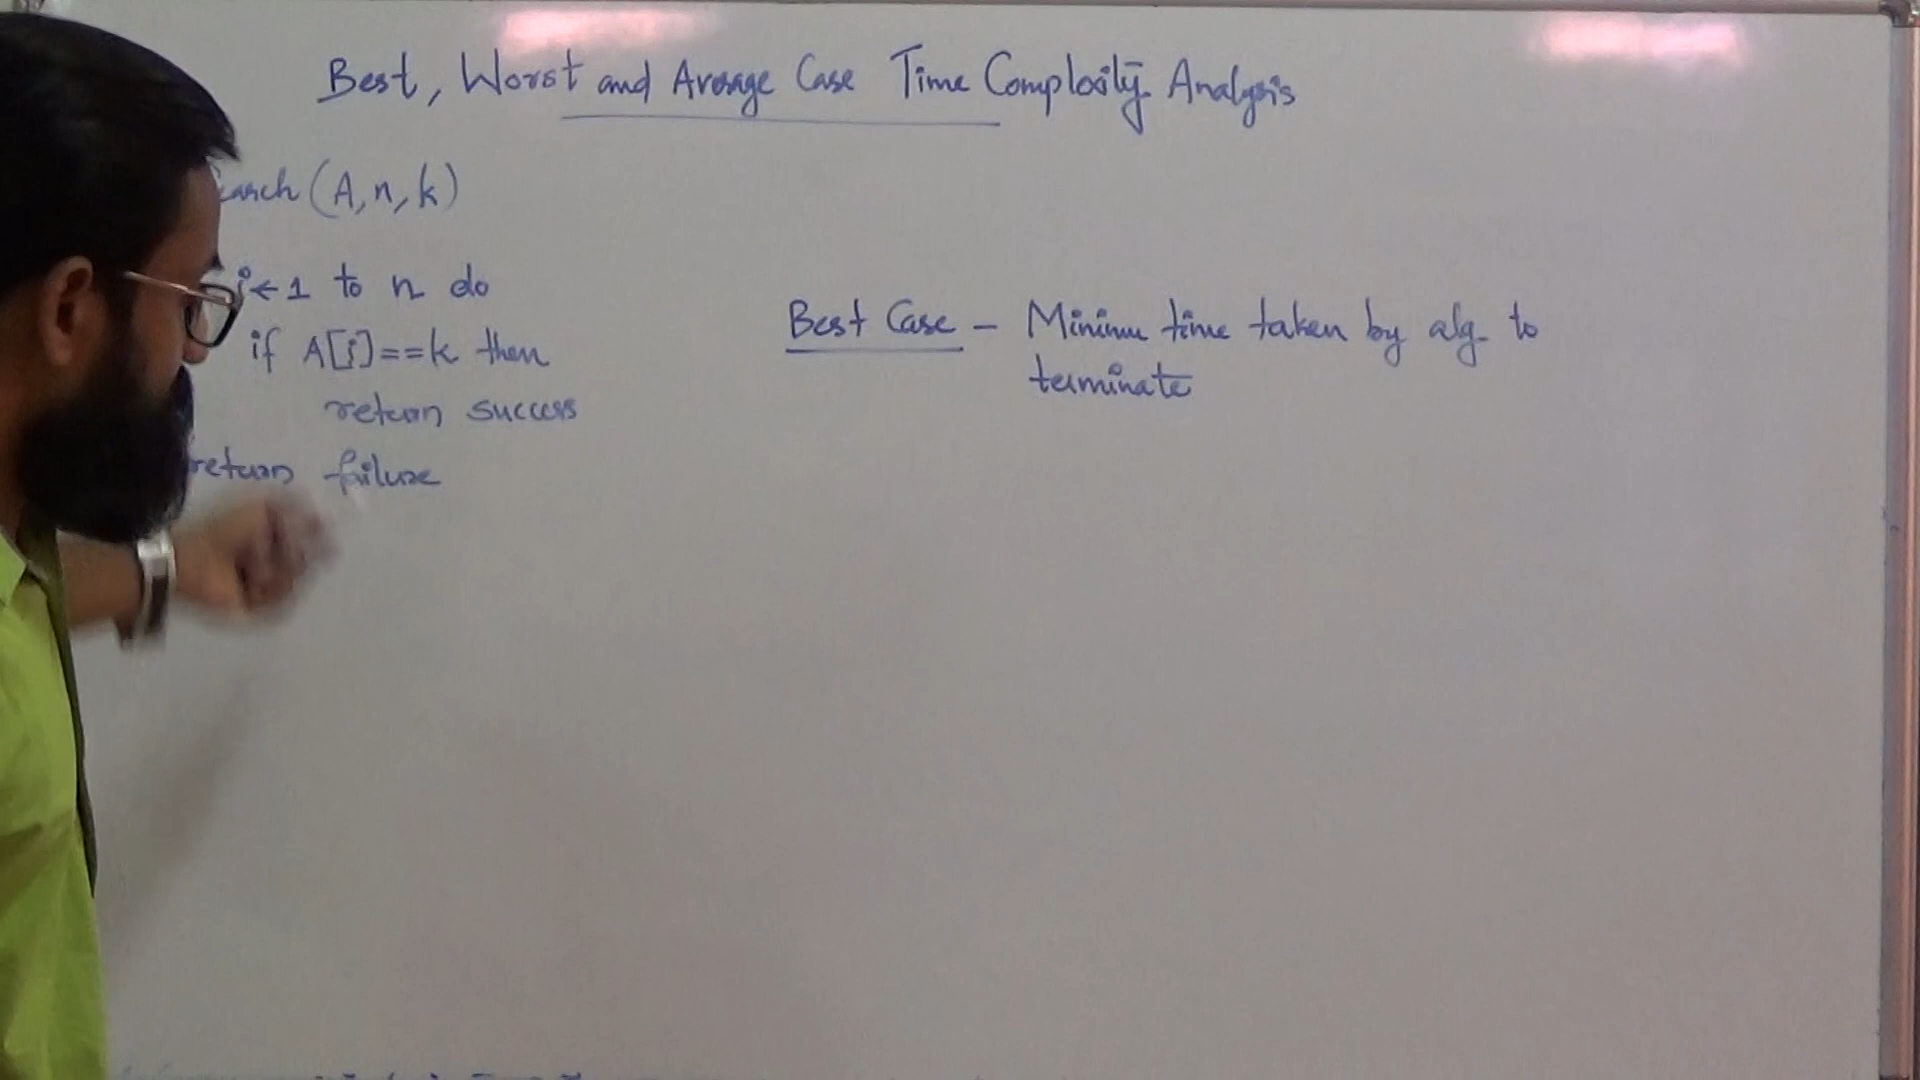 Best, Worst and Average Case Time Complexity Analysis
earch (A, n, k)
i ← 1 to n do
if A[i] == k then
return success
return failure
Best Case - Minimu time taken by alg. to
terminate